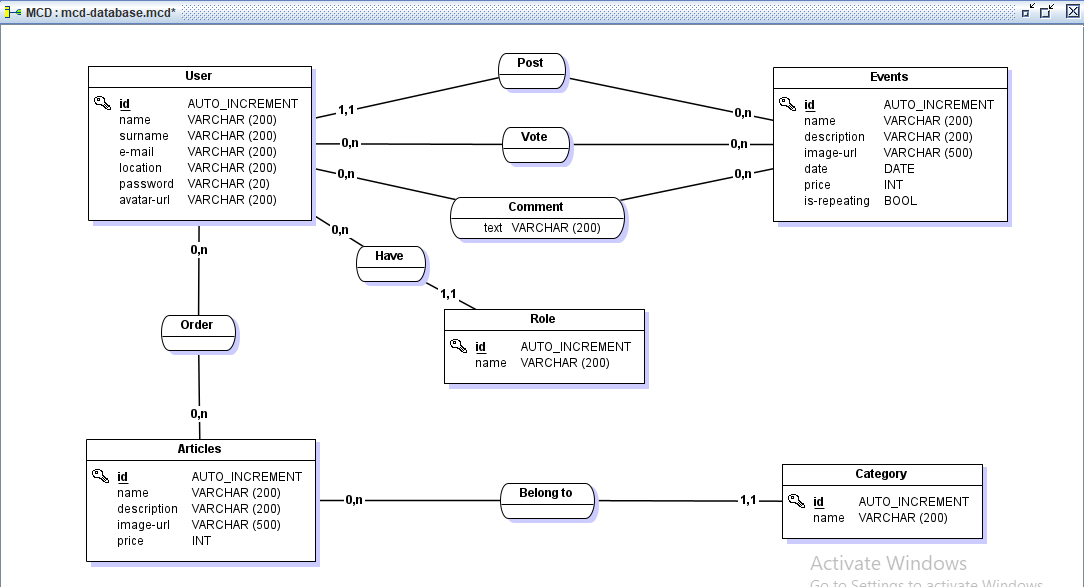 MCD : mcd-database.mcd*
User
id AUTO_INCREMENT
name VARCHAR (200)
surname VARCHAR (200)
e-mail VARCHAR (200)
location VARCHAR (200)
password VARCHAR (20)
avatar-url VARCHAR (200)
Post
1,1
0,n
Vote
0,n
0,n
Comment
text VARCHAR (200)
0,n
0,n
Events
id AUTO_INCREMENT
name VARCHAR (200)
description VARCHAR (200)
image-url VARCHAR (500)
date DATE
price INT
is-repeating BOOL
0,n
Have
1,1
Role
id AUTO_INCREMENT
name VARCHAR (200)
0,n
Order
0,n
Articles
id AUTO_INCREMENT
name VARCHAR (200)
description VARCHAR (200)
image-url VARCHAR (500)
price INT
0,n
Belong to
1,1
Category
id AUTO_INCREMENT
name VARCHAR (200)
Activate Windows
Go to Settings to activate Windows